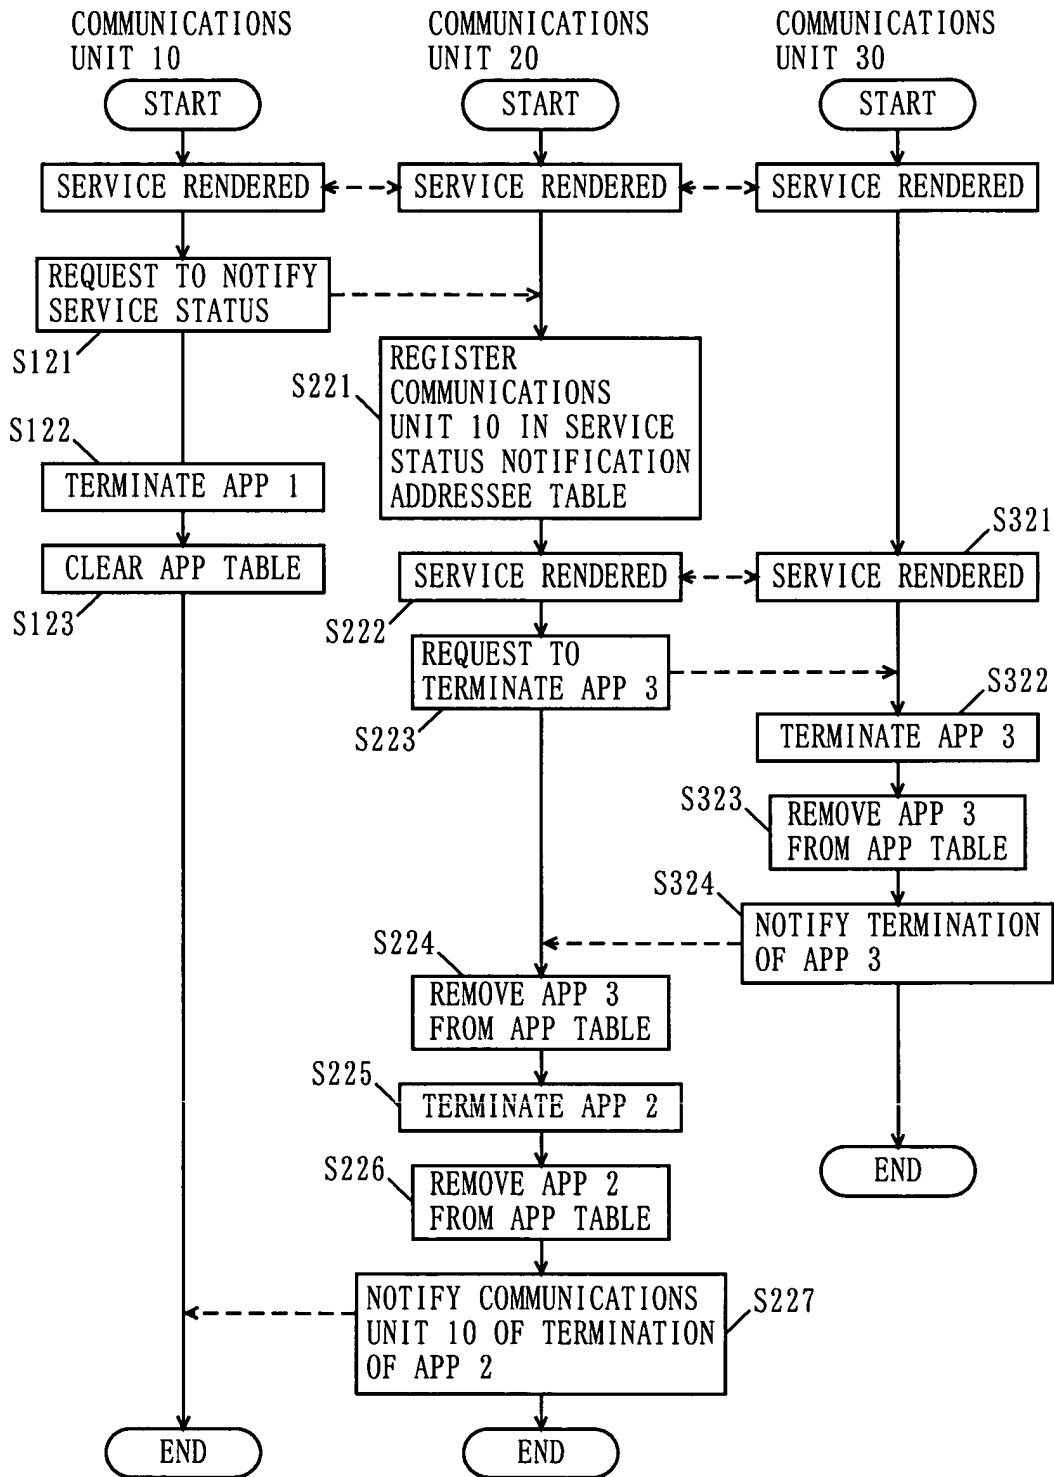 COMMUNICATIONS
UNIT 10
COMMUNICATIONS
UNIT 20
COMMUNICATIONS
UNIT 30
START
START
START
SERVICE RENDERED
SERVICE RENDERED
SERVICE RENDERED
REQUEST TO NOTIFY
SERVICE STATUS
S121
S221
REGISTER
COMMUNICATIONS
UNIT 10 IN SERVICE
STATUS NOTIFICATION
ADDRESSEE TABLE
S122
TERMINATE APP 1
CLEAR APP TABLE
S123
SERVICE RENDERED
S222
S321
SERVICE RENDERED
REQUEST TO
TERMINATE APP 3
S223
S322
TERMINATE APP 3
S323
REMOVE APP 3
FROM APP TABLE
S324
NOTIFY TERMINATION
OF APP 3
S224
REMOVE APP 3
FROM APP TABLE
S225
TERMINATE APP 2
S226
REMOVE APP 2
FROM APP TABLE
END
NOTIFY COMMUNICATIONS
UNIT 10 OF TERMINATION
OF APP 2
S227
END
END